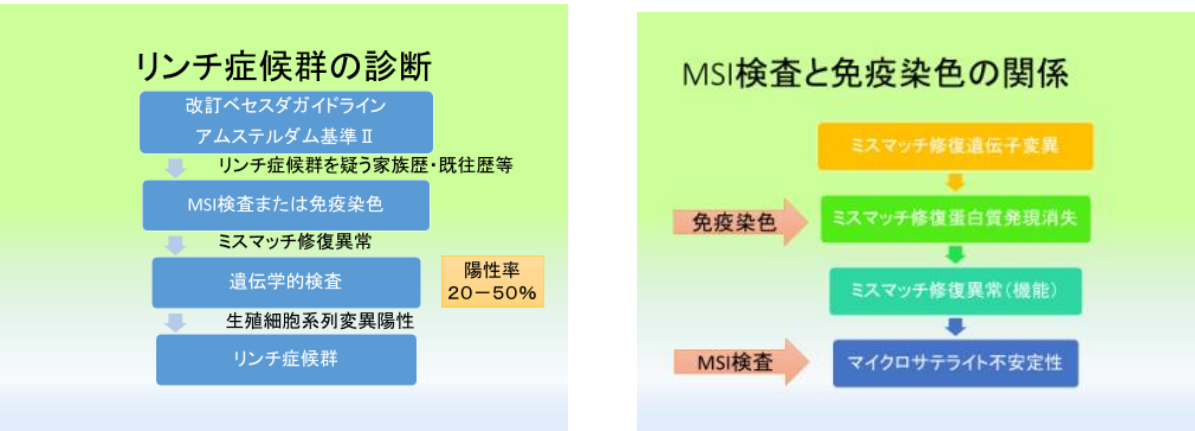 リンチ症候群の診断
改訂ベセスダガイドライン
アムステルダム基準Ⅱ
リンチ症候群を疑う家族歴・既往歴等
MSI検査または免疫染色
ミスマッチ修復異常
遺伝学的検査
陽性率
20－50%
生殖細胞系列変異陽性
リンチ症候群
MSI検査と免疫染色の関係
ミスマッチ修復遺伝子変異
免疫染色
ミスマッチ修復蛋白質発現消失
ミスマッチ修復異常(機能)
MSI検査
マイクロサテライト不安定性